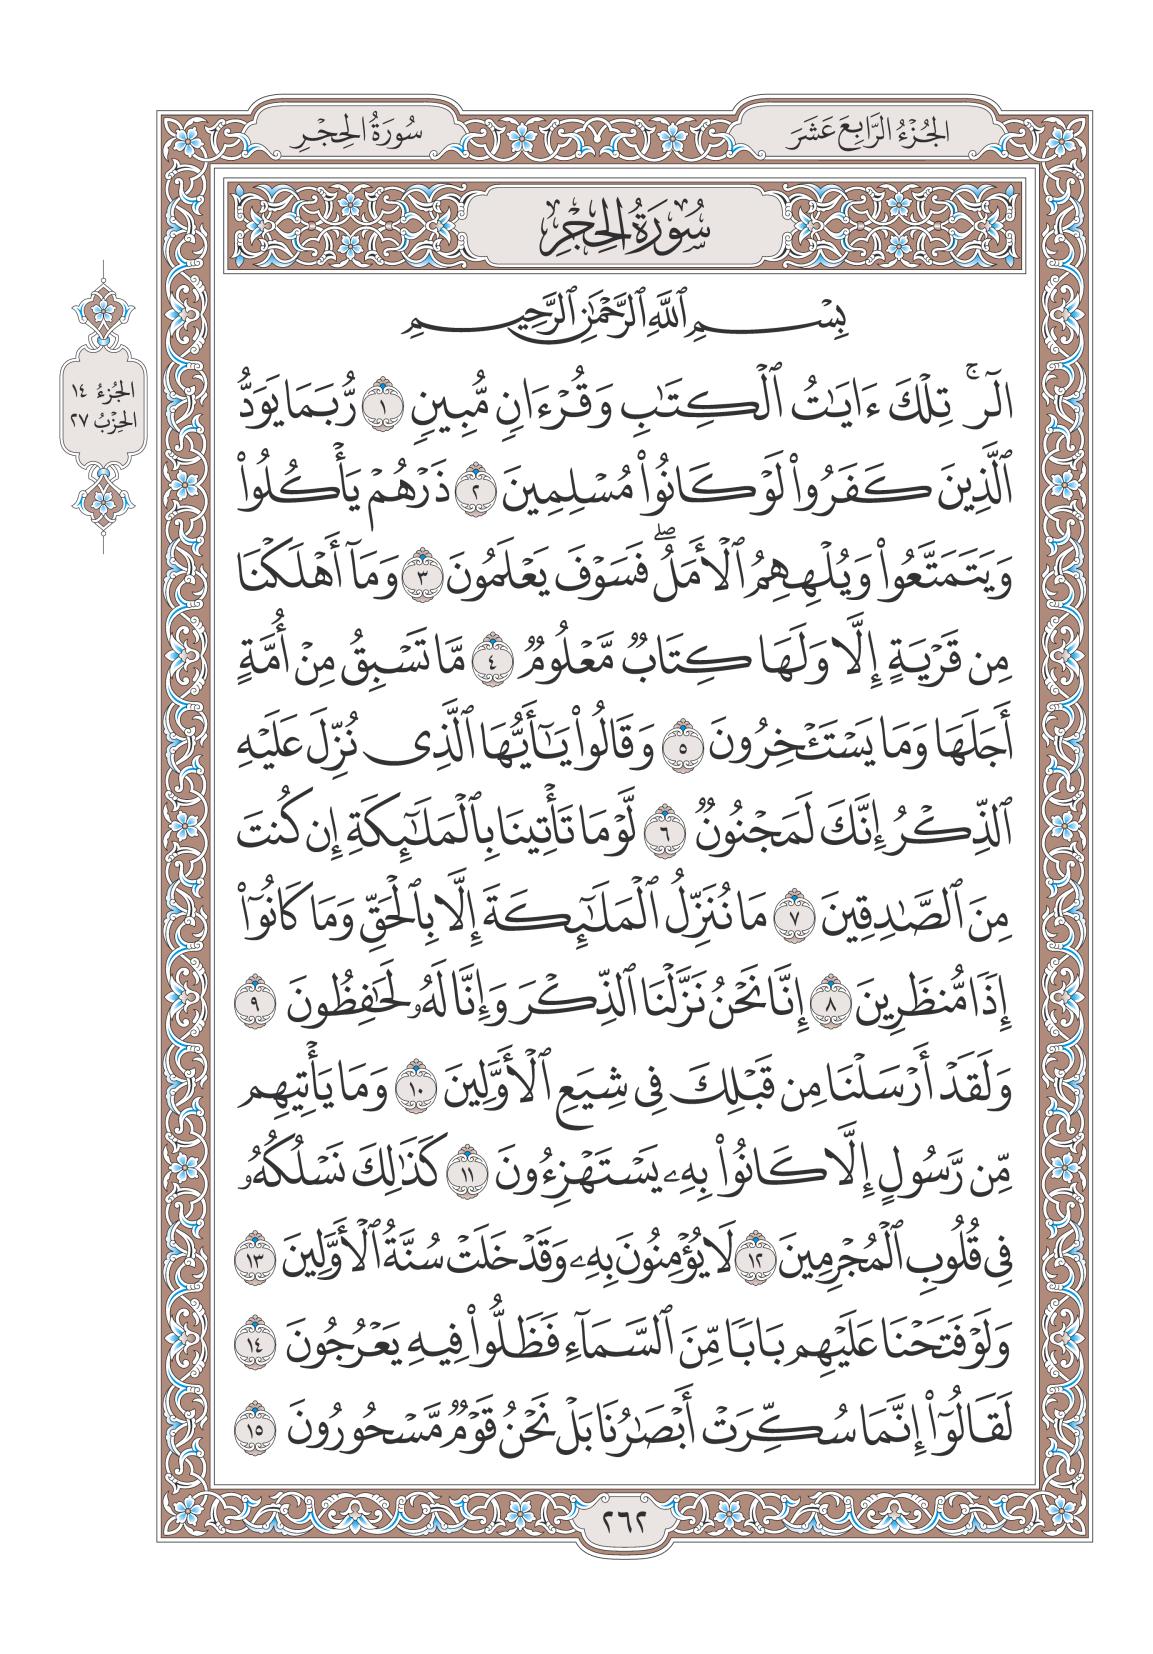 الجُزْءُ الرَّابِعَ عَشَرَ
سُورَةُ الحِجْرِ
سُورَةُ الحِجْرِ
الجُزءُ ١٤
الحِزْبُ ٢٧
بِسْمِ ٱللَّهِ ٱلرَّحْمَٰنِ ٱلرَّحِيمِ
الٓرۚ تِلْكَ ءَايَٰتُ ٱلْكِتَٰبِ وَقُرْءَانٍ مُّبِينٍ ١ رُّبَمَا يَوَدُّ
ٱلَّذِينَ كَفَرُوا۟ لَوْ كَانُوا۟ مُسْلِمِينَ ٢ ذَرْهُمْ يَأْكُلُوا۟
وَيَتَمَتَّعُوا۟ وَيُلْهِهِمُ ٱلْأَمَلُۖ فَسَوْفَ يَعْلَمُونَ ٣ وَمَآ أَهْلَكْنَا
مِن قَرْيَةٍ إِلَّا وَلَهَا كِتَابٌ مَّعْلُومٌ ٤ مَّا تَسْبِقُ مِنْ أُمَّةٍ
أَجَلَهَا وَمَا يَسْتَـْٔخِرُونَ ٥ وَقَالُوا۟ يَٰٓأَيُّهَا ٱلَّذِى نُزِّلَ عَلَيْهِ
ٱلذِّكْرُ إِنَّكَ لَمَجْنُونٌ ٦ لَّوْ مَا تَأْتِينَا بِٱلْمَلَٰٓئِكَةِ إِن كُنتَ
مِنَ ٱلصَّٰدِقِينَ ٧ مَا نُنَزِّلُ ٱلْمَلَٰٓئِكَةَ إِلَّا بِٱلْحَقِّ وَمَا كَانُوٓا۟
إِذًا مُّنظَرِينَ ٨ إِنَّا نَحْنُ نَزَّلْنَا ٱلذِّكْرَ وَإِنَّا لَهُۥ لَحَٰفِظُونَ ٩
وَلَقَدْ أَرْسَلْنَا مِن قَبْلِكَ فِى شِيَعِ ٱلْأَوَّلِينَ ١٠ وَمَا يَأْتِيهِم
مِّن رَّسُولٍ إِلَّا كَانُوا۟ بِهِۦ يَسْتَهْزِءُونَ ١١ كَذَٰلِكَ نَسْلُكُهُۥ
فِى قُلُوبِ ٱلْمُجْرِمِينَ ١٢ لَا يُؤْمِنُونَ بِهِۦ وَقَدْ خَلَتْ سُنَّةُ ٱلْأَوَّلِينَ ١٣
وَلَوْ فَتَحْنَا عَلَيْهِم بَابًا مِّنَ ٱلسَّمَآءِ فَظَلُّوا۟ فِيهِ يَعْرُجُونَ ١٤
لَقَالُوٓا۟ إِنَّمَا سُكِّرَتْ أَبْصَٰرُنَا بَلْ نَحْنُ قَوْمٌ مَّسْحُورُونَ ١٥
٢٦٢